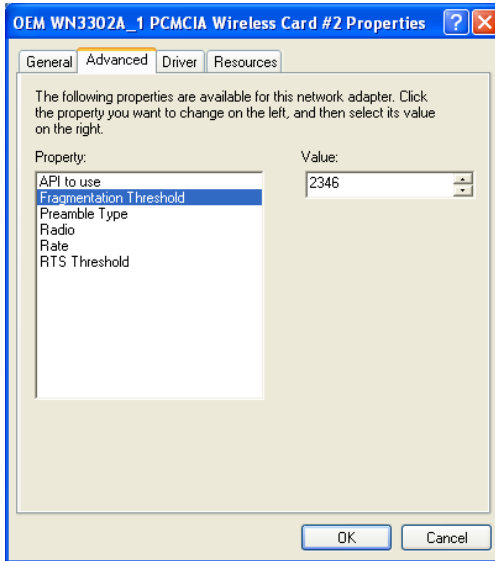 OEM WN3302A_1 PCMCIA Wireless Card #2 Properties
General Advanced Driver Resources
The following properties are available for this network adapter. Click
the property you want to change on the left, and then select its value
on the right.
Property:
Value:
API to use
Fragmentation Threshold
Preamble Type
Radio
Rate
RTS Threshold
2346
OK
Cancel